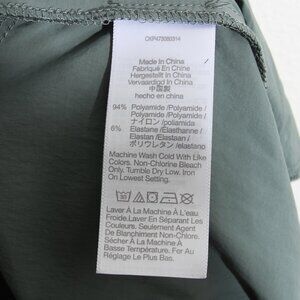 CKP473080314
Made In China
Fabriqué En Chine
Hergestellt in China
Vervaardigd in China
中国製
hecho en china
94% Polyamide /Polyamide
/Polyamid /Polyamide /
ナイロン /poliamida
6% Elastane /Élasthanne /
Elastan /Elastaan /
ポリウレタン /elastano
Machine Wash Cold With Like
Colors. Non-Chlorine Bleach
Only. Tumble Dry Low. Iron On
Lowest Setting.
Laver À La Machine À L'eau
Froide.Laver En Séparant Les
Couleurs. Seulement Agent
De Blanchiment Non-Chloré.
Sécher À La Machine À
Basse Température. Fer Au
Réglage Le Plus Froid.